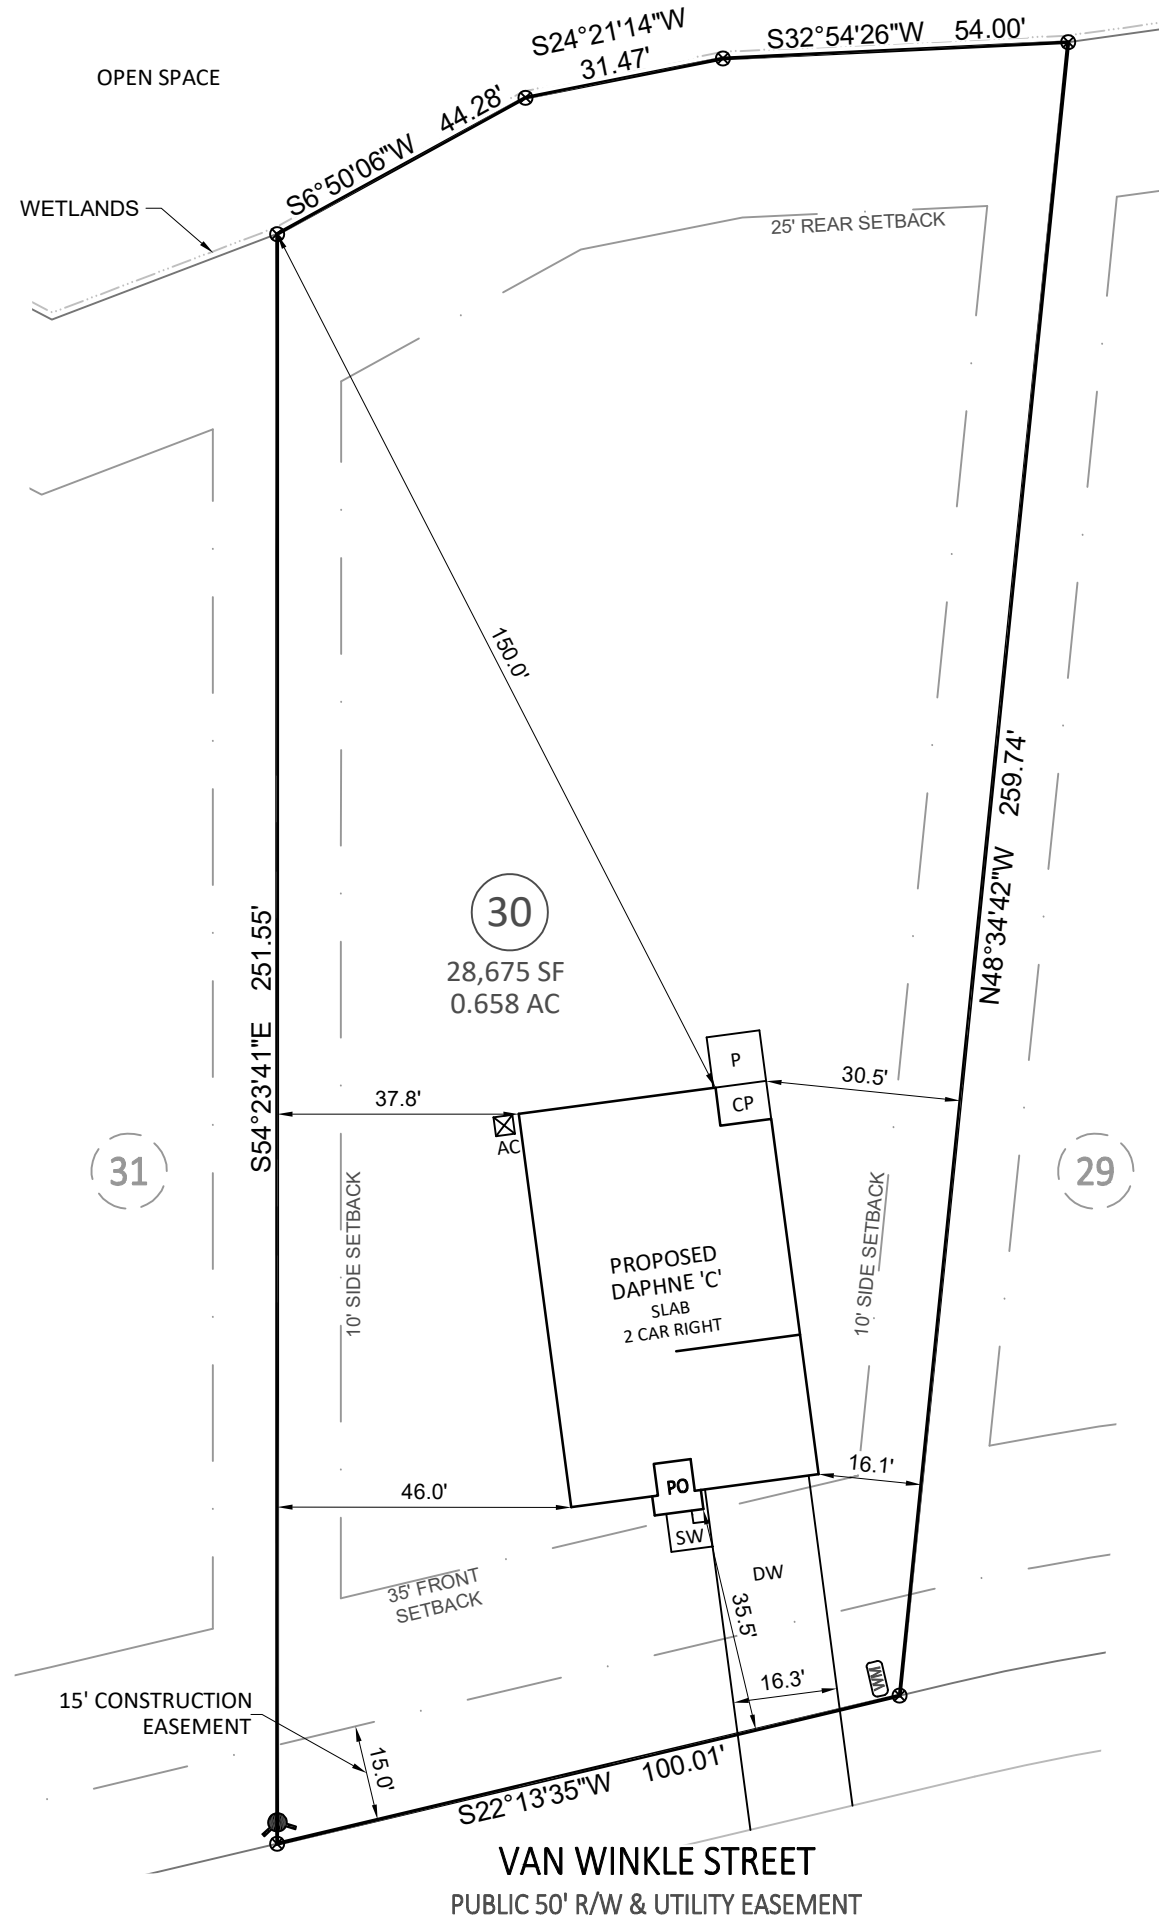 S24°21'14"W
31.47'
S32°54'26"W 54.00'
OPEN SPACE
S6°50'06"W 44.28'
WETLANDS
25' REAR SETBACK
150.0'
N48°34'42"W 259.74'
30
28,675 SF
0.658 AC
S54°23'41"E 251.55'
P
30.5'
37.8'
CP
AC
31
29
10' SIDE SETBACK
10' SIDE SETBACK
PROPOSED
DAPHNE 'C'
SLAB
2 CAR RIGHT
16.1'
46.0'
PO
SW
DW
35' FRONT
SETBACK
35.5'
16.3'
WM
15' CONSTRUCTION
EASEMENT
15.0'
S22°13'35"W 100.01'
VAN WINKLE STREET
PUBLIC 50' R/W & UTILITY EASEMENT